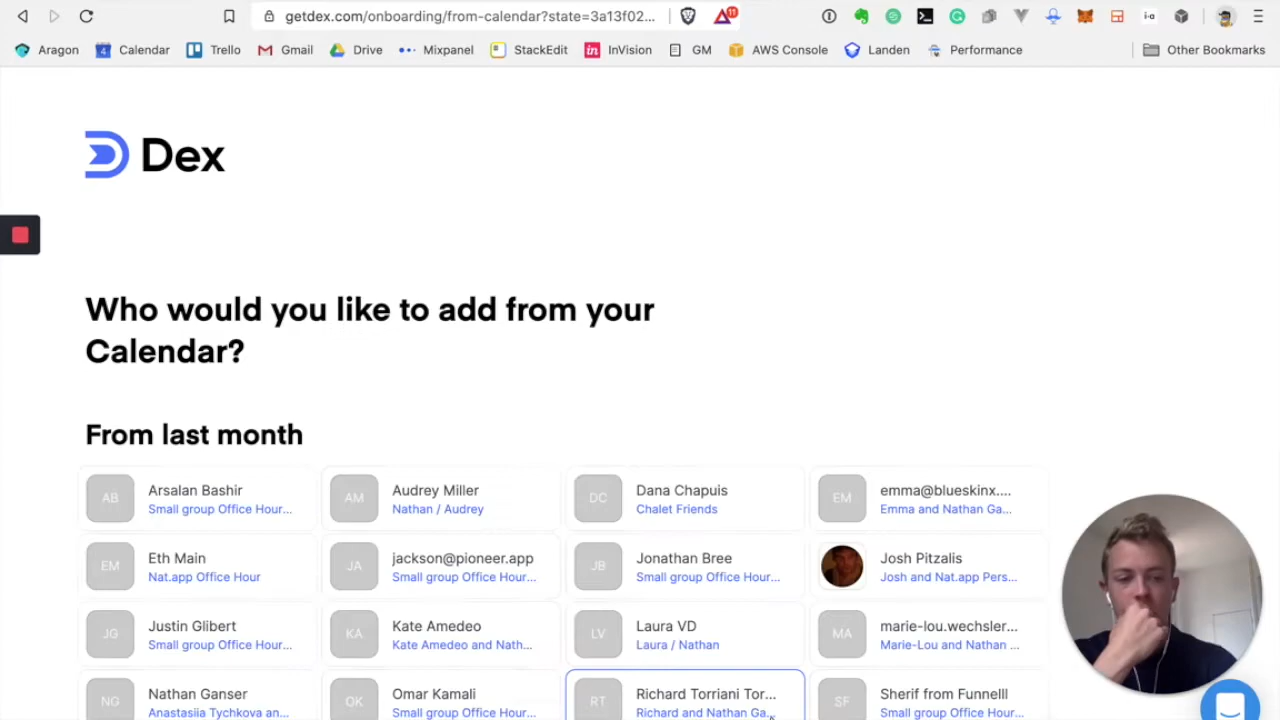 getdex.com/onboarding/from-calendar?state=3a13f02...
11
i-a
Aragon
4
Calendar
Trello
Gmail
Drive
Mixpanel
StackEdit
in
InVision
GM
AWS Console
Landen
Performance
Other Bookmarks
Dex
Who would you like to add from your
Calendar?
From last month
AB
Arsalan Bashir
Small group Office Hour...
AM
Audrey Miller
Nathan / Audrey
DC
Dana Chapuis
Chalet Friends
EM
emma@blueskinx....
Emma and Nathan Ga...
EM
Eth Main
Nat.app Office Hour
JA
jackson@pioneer.app
Small group Office Hour...
JB
Jonathan Bree
Small group Office Hour...
Josh Pitzalis
Josh and Nat.app Pers...
JG
Justin Glibert
Small group Office Hour...
KA
Kate Amedeo
Kate Amedeo and Nath...
LV
Laura VD
Laura / Nathan
MA
marie-lou.wechsler...
Marie-Lou and Nathan ...
NG
Nathan Ganser
Anastasiia Tychkova an...
OK
Omar Kamali
Small group Office Hour...
RT
Richard Torriani Tor...
Richard and Nathan Ga...
SF
Sherif from Funnelll
Small group Office Hour...